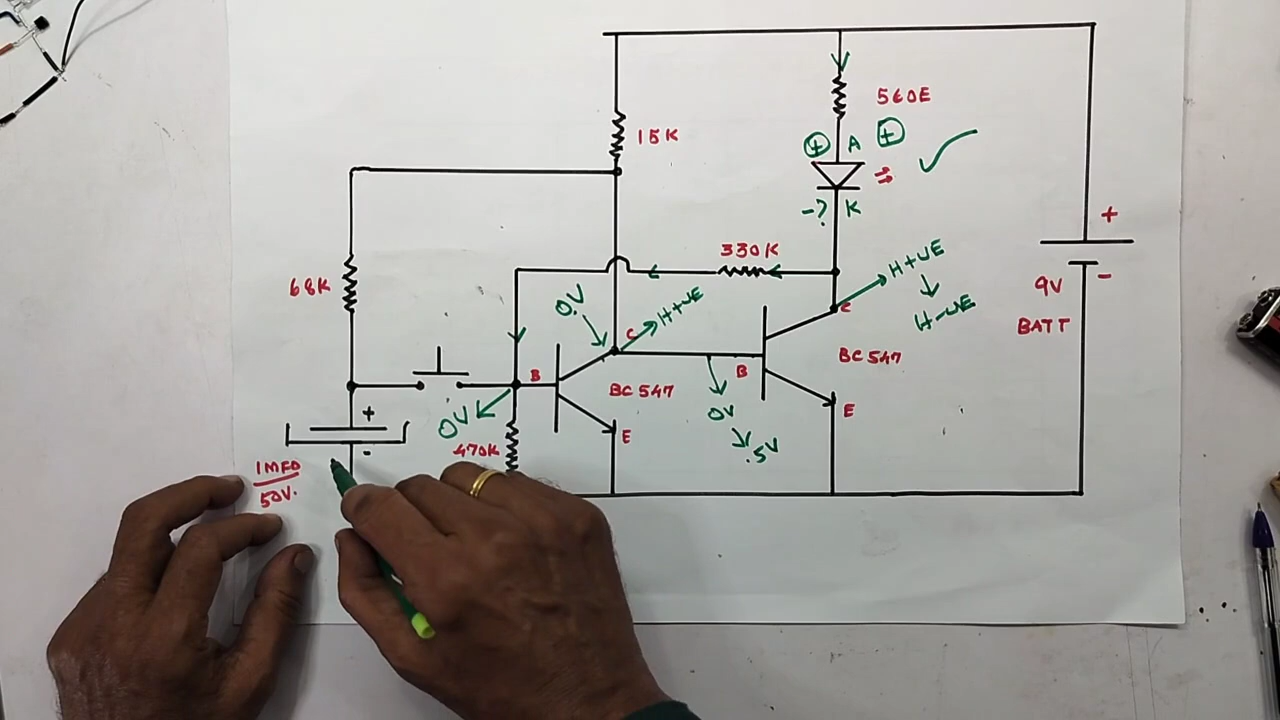 560E
15K
+ A +
- ? K
330K
68K
+
9V
-
BATT
H+VE
H-VE
0V
H+VE
C
C
B
BC 547
B
BC 547
0V
0V
.5V
E
E
470K
+
-
1MFD
50V.